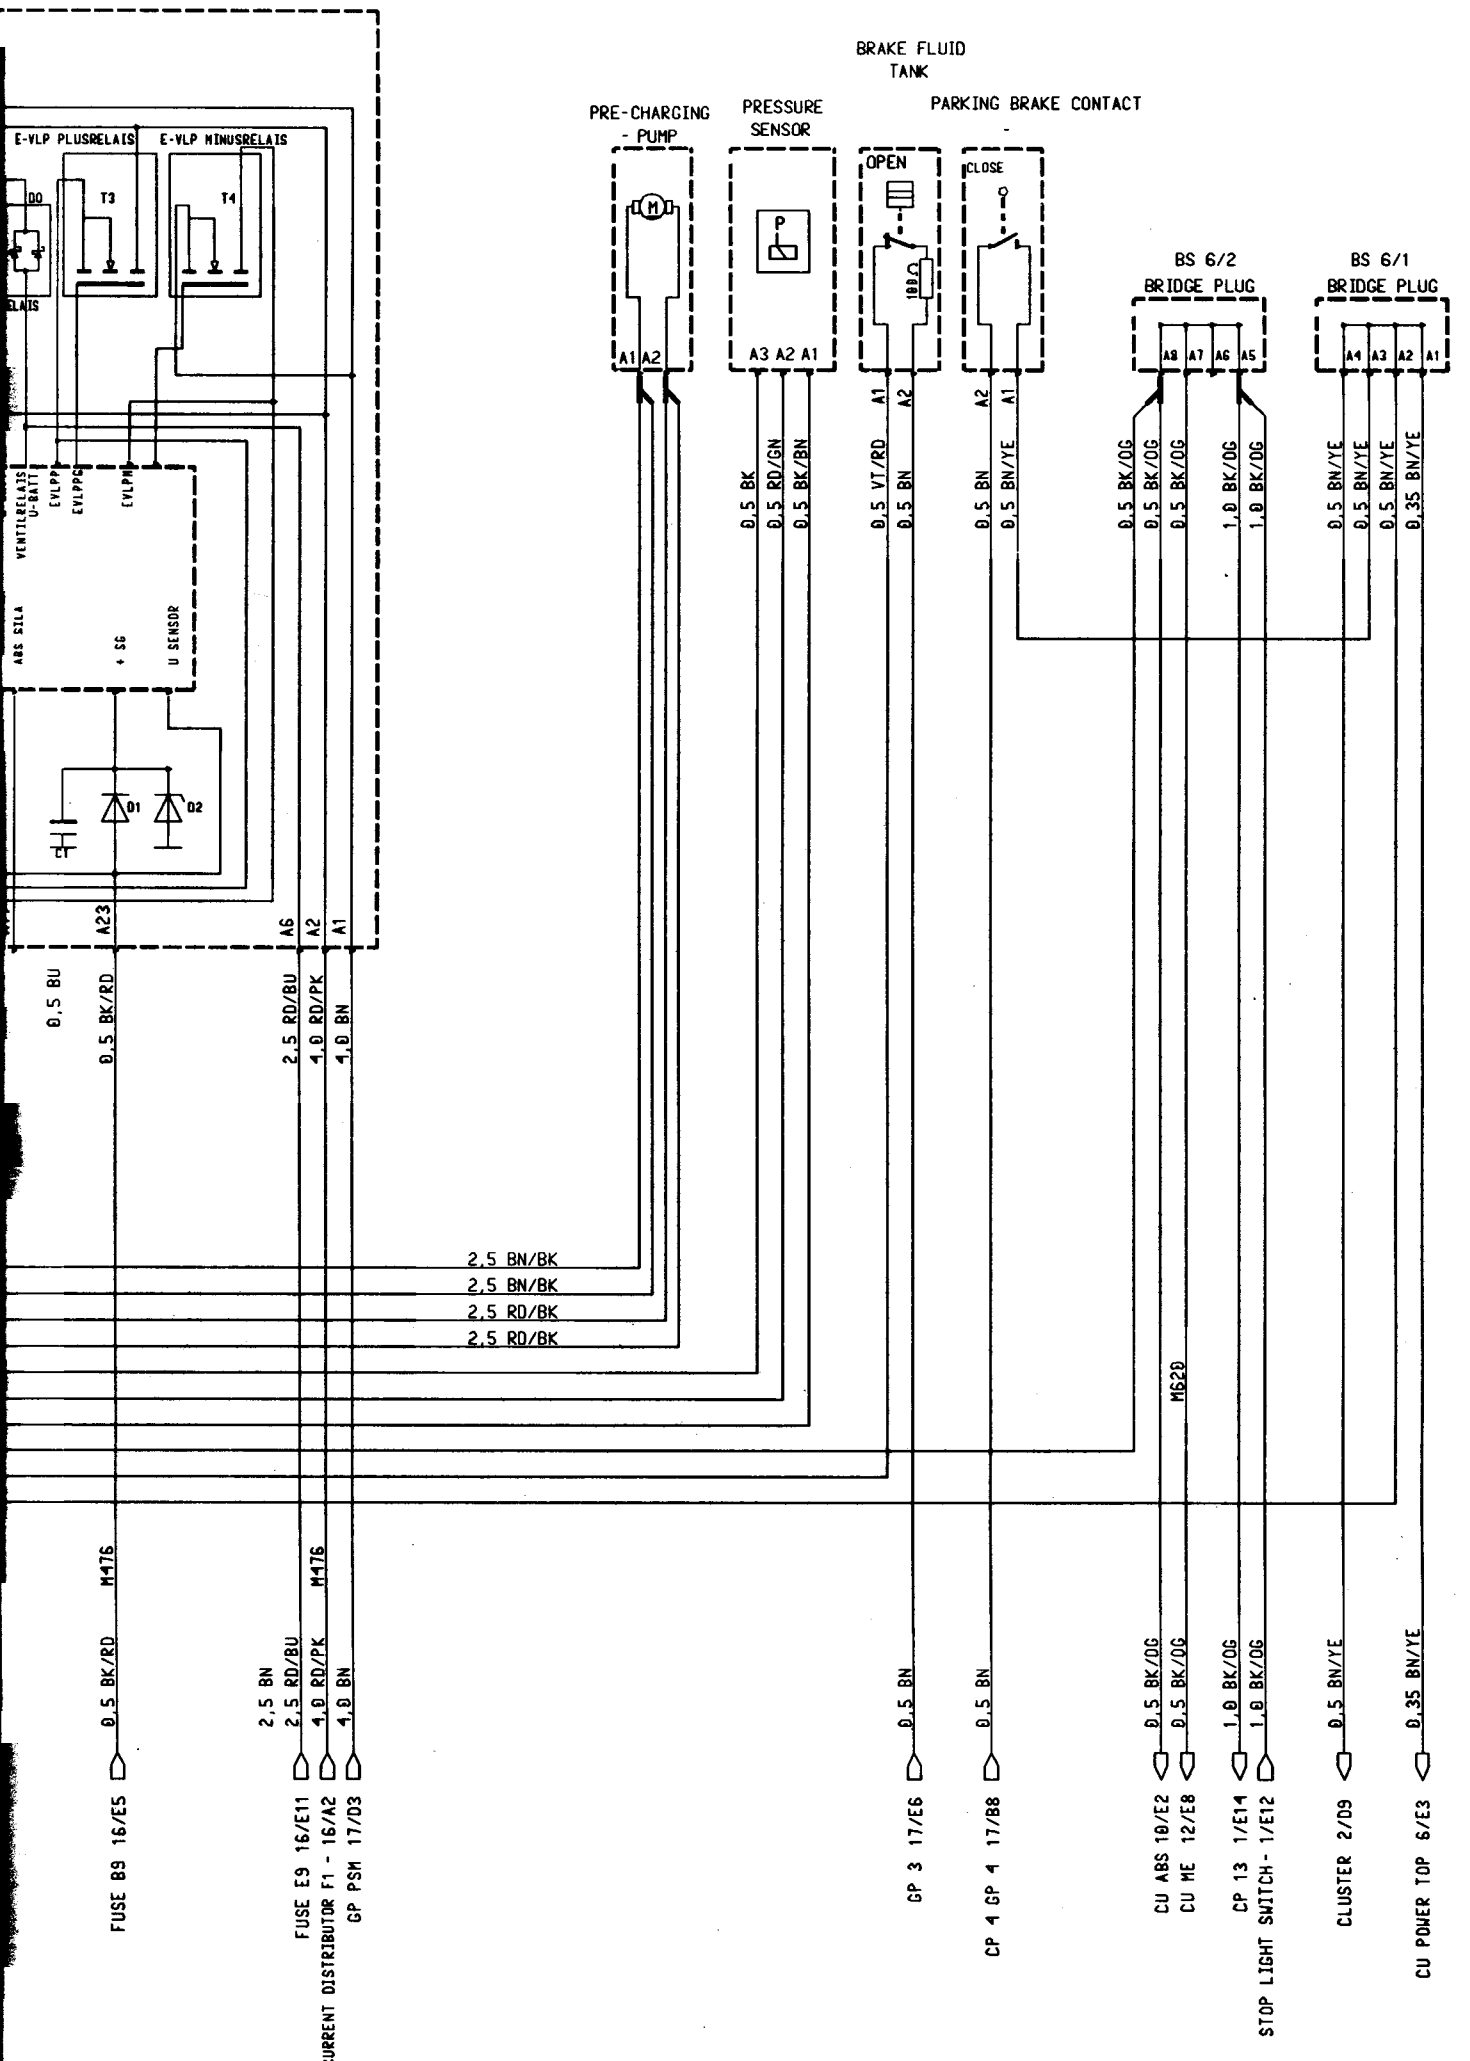 BRAKE FLUID
TANK
PRE-CHARGING
- PUMP
PRESSURE
SENSOR
PARKING BRAKE CONTACT
-
E-VLP PLUSRELAIS
E-VLP MINUSRELAIS
D0
T3
T4
ELAIS
M
P
OPEN
100Ω
CLOSE
BS 6/2
BRIDGE PLUG
BS 6/1
BRIDGE PLUG
A1
A2
A3
A2
A1
A1
A2
A2
A1
A8
A7
A6
A5
A4
A3
A2
A1
VENTILRELAIS
U-BATT
EVLPP
EVLPPG
EVLPM
ABS SILA
+ SG
U SENSOR
0,5 BK
0,5 RD/GN
0,5 BK/BN
0,5 VT/RD
0,5 BN
0,5 BN
0,5 BN/YE
0,5 BK/OG
0,5 BK/OG
0,5 BK/OG
1,0 BK/OG
1,0 BK/OG
0,5 BN/YE
0,5 BN/YE
0,5 BN/YE
0,35 BN/YE
C1
D1
D2
A23
A6
A2
A1
0,5 BU
0,5 BK/RD
2,5 RD/BU
4,0 RD/PK
4,0 BN
2,5 BN/BK
2,5 BN/BK
2,5 RD/BK
2,5 RD/BK
M620
M476
M476
0,5 BK/RD
2,5 BN
2,5 RD/BU
4,0 RD/PK
4,0 BN
0,5 BN
0,5 BN
0,5 BK/OG
0,5 BK/OG
1,0 BK/OG
1,0 BK/OG
0,5 BN/YE
0,35 BN/YE
FUSE B9 16/E5
FUSE E9 16/E11
CURRENT DISTRIBUTOR F1 - 16/A2
GP PSM 17/D3
GP 3 17/E6
CP 4 GP 4 17/B8
CU ABS 10/E2
CU ME 12/E8
CP 13 1/E14
STOP LIGHT SWITCH- 1/E12
CLUSTER 2/D9
CU POWER TOP 6/E3